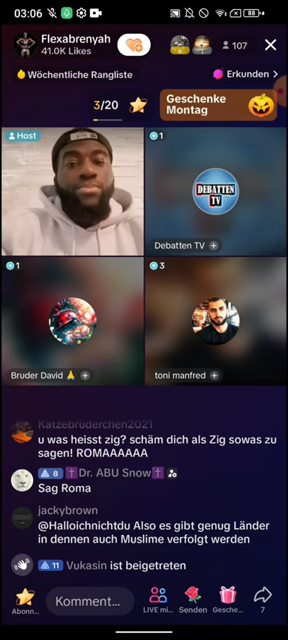 03:06
88
Flexabrenyah
41.0K Likes
107
Wöchentliche Rangliste
Erkunden >
3/20
Geschenke
Montag
Host
1
DEBATTEN
TV
Debatten TV
1
Bruder David
3
toni manfred
Katzebrüderchen2021
u was heisst zig? schäm dich als Zig sowas zu
sagen! ROMAAAAAA
8 Dr. ABU Snow
Sag Roma
jackybrown
@Halloichnichtdu Also es gibt genug Länder
in dennen auch Muslime verfolgt werden
11 Vukasin ist beigetreten
Abonn...
Komment...
LIVE mi...
Senden
Gesche...
7